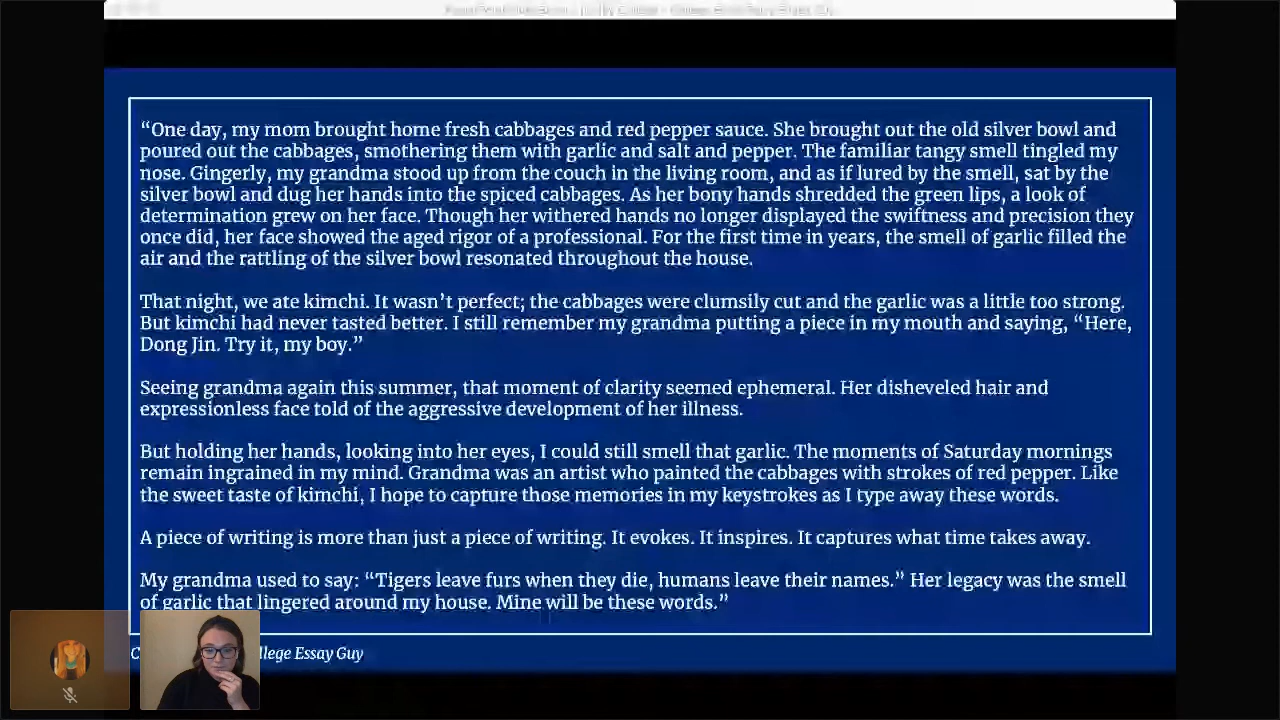 “One day, my mom brought home fresh cabbages and red pepper sauce. She brought out the old silver bowl and
poured out the cabbages, smothering them with garlic and salt and pepper. The familiar tangy smell tingled my
nose. Gingerly, my grandma stood up from the couch in the living room, and as if lured by the smell, sat by the
silver bowl and dug her hands into the spiced cabbages. As her bony hands shredded the green lips, a look of
determination grew on her face. Though her withered hands no longer displayed the swiftness and precision they
once did, her face showed the aged rigor of a professional. For the first time in years, the smell of garlic filled the
air and the rattling of the silver bowl resonated throughout the house.
That night, we ate kimchi. It wasn’t perfect; the cabbages were clumsily cut and the garlic was a little too strong.
But kimchi had never tasted better. I still remember my grandma putting a piece in my mouth and saying, “Here,
Dong Jin. Try it, my boy.”
Seeing grandma again this summer, that moment of clarity seemed ephemeral. Her disheveled hair and
expressionless face told of the aggressive development of her illness.
But holding her hands, looking into her eyes, I could still smell that garlic. The moments of Saturday mornings
remain ingrained in my mind. Grandma was an artist who painted the cabbages with strokes of red pepper. Like
the sweet taste of kimchi, I hope to capture those memories in my keystrokes as I type away these words.
A piece of writing is more than just a piece of writing. It evokes. It inspires. It captures what time takes away.
My grandma used to say: “Tigers leave furs when they die, humans leave their names.” Her legacy was the smell
of garlic that lingered around my house. Mine will be these words.”
Essay Guy